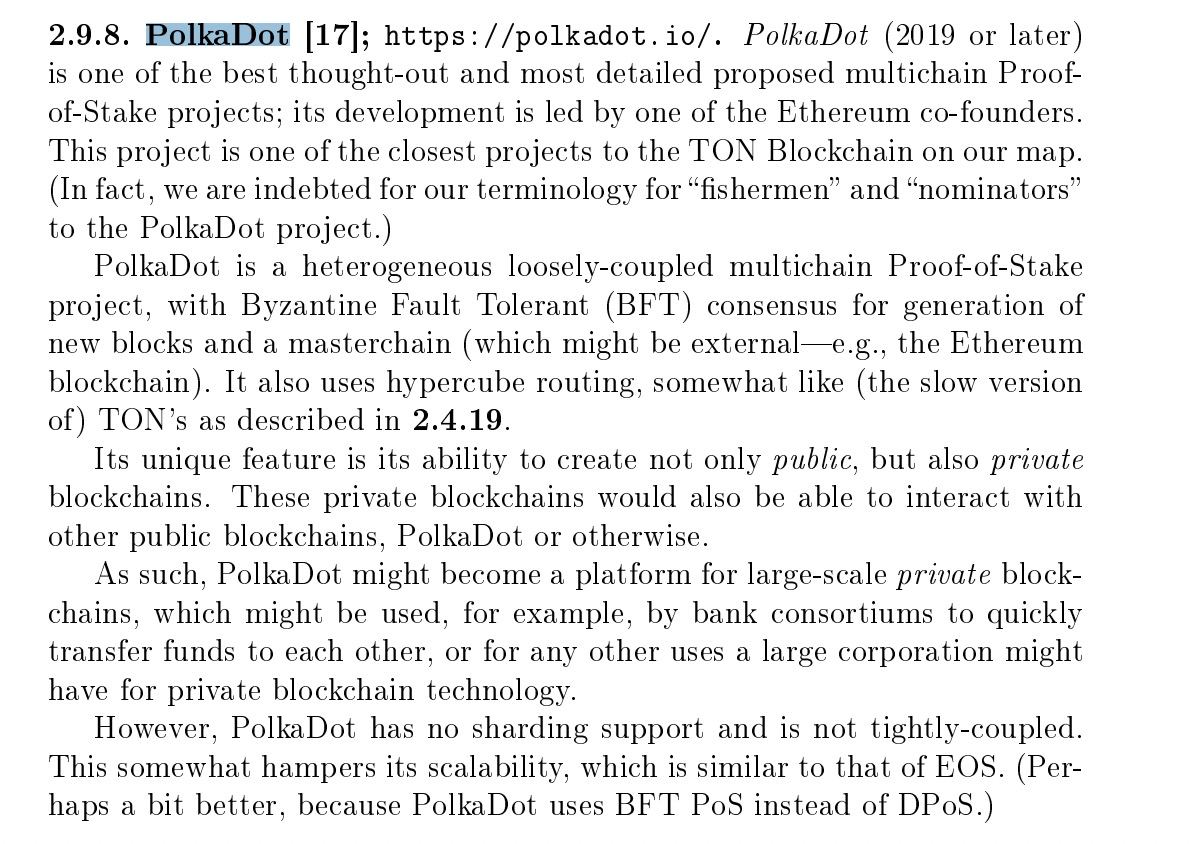 2.9.8. PolkaDot [17]; https://polkadot.io/. PolkaDot (2019 or later)
is one of the best thought-out and most detailed proposed multichain Proof-
of-Stake projects; its development is led by one of the Ethereum co-founders.
This project is one of the closest projects to the TON Blockchain on our map.
(In fact, we are indebted for our terminology for “fishermen” and “nominators”
to the PolkaDot project.)
PolkaDot is a heterogeneous loosely-coupled multichain Proof-of-Stake
project, with Byzantine Fault Tolerant (BFT) consensus for generation of
new blocks and a masterchain (which might be external—e.g., the Ethereum
blockchain). It also uses hypercube routing, somewhat like (the slow version
of) TON’s as described in 2.4.19.
Its unique feature is its ability to create not only public, but also private
blockchains. These private blockchains would also be able to interact with
other public blockchains, PolkaDot or otherwise.
As such, PolkaDot might become a platform for large-scale private block-
chains, which might be used, for example, by bank consortiums to quickly
transfer funds to each other, or for any other uses a large corporation might
have for private blockchain technology.
However, PolkaDot has no sharding support and is not tightly-coupled.
This somewhat hampers its scalability, which is similar to that of EOS. (Per-
haps a bit better, because PolkaDot uses BFT PoS instead of DPoS.)